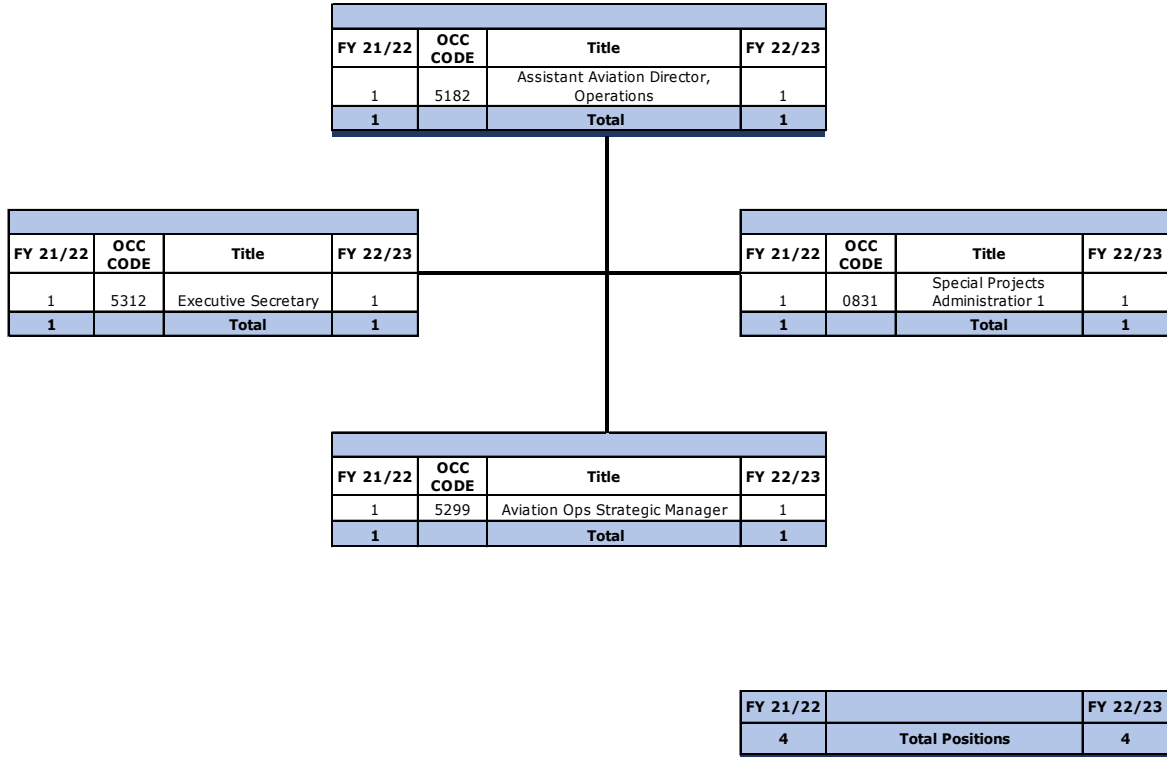 FY 21/22 OCC CODE Title FY 22/23
1 5182 Assistant Aviation Director, Operations 1
1 Total 1
FY 21/22 OCC CODE Title FY 22/23
1 5312 Executive Secretary 1
1 Total 1
FY 21/22 OCC CODE Title FY 22/23
1 0831 Special Projects Administratior 1 1
1 Total 1
FY 21/22 OCC CODE Title FY 22/23
1 5299 Aviation Ops Strategic Manager 1
1 Total 1
FY 21/22 FY 22/23
4 Total Positions 4